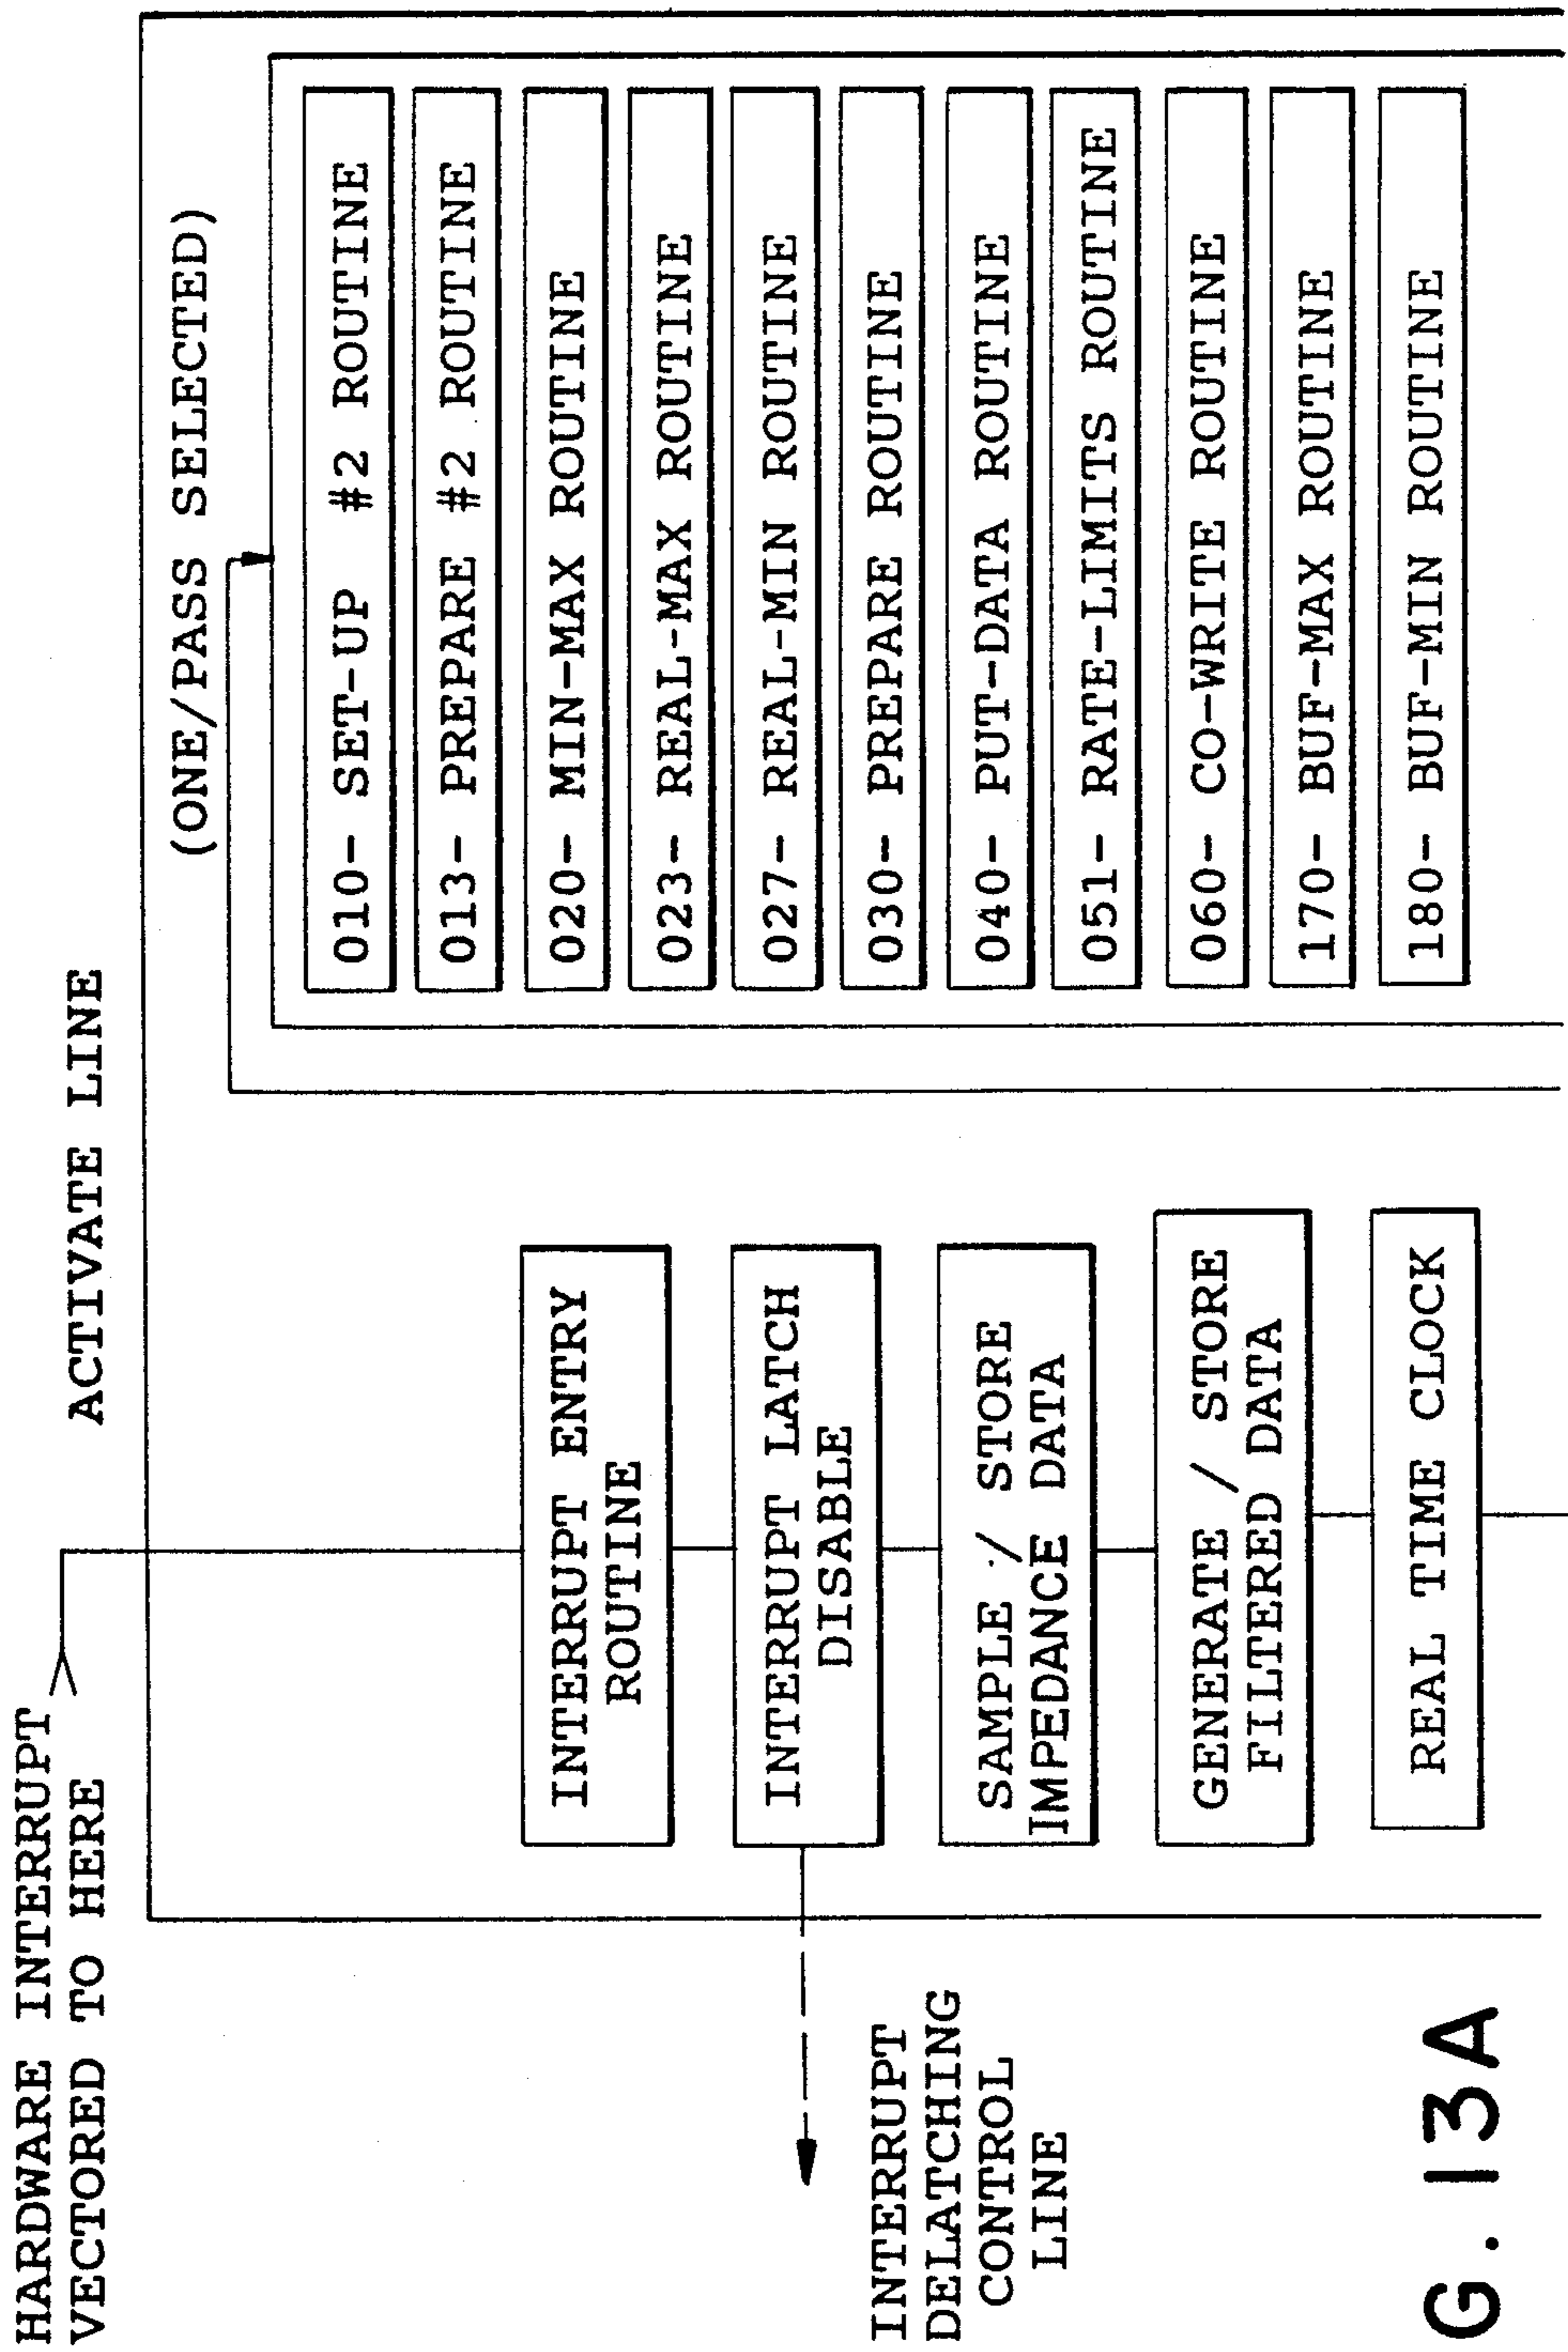 HARDWARE INTERRUPT
VECTORED TO HERE
ACTIVATE LINE
INTERRUPT ENTRY
ROUTINE
INTERRUPT LATCH
DISABLE
INTERRUPT
DELATCHING
CONTROL
LINE
SAMPLE / STORE
IMPEDANCE DATA
GENERATE / STORE
FILTERED DATA
REAL TIME CLOCK
(ONE/PASS SELECTED)
010- SET-UP #2 ROUTINE
013- PREPARE #2 ROUTINE
020- MIN-MAX ROUTINE
023- REAL-MAX ROUTINE
027- REAL-MIN ROUTINE
030- PREPARE ROUTINE
040- PUT-DATA ROUTINE
051- RATE-LIMITS ROUTINE
060- CO-WRITE ROUTINE
170- BUF-MAX ROUTINE
180- BUF-MIN ROUTINE
G. 13A